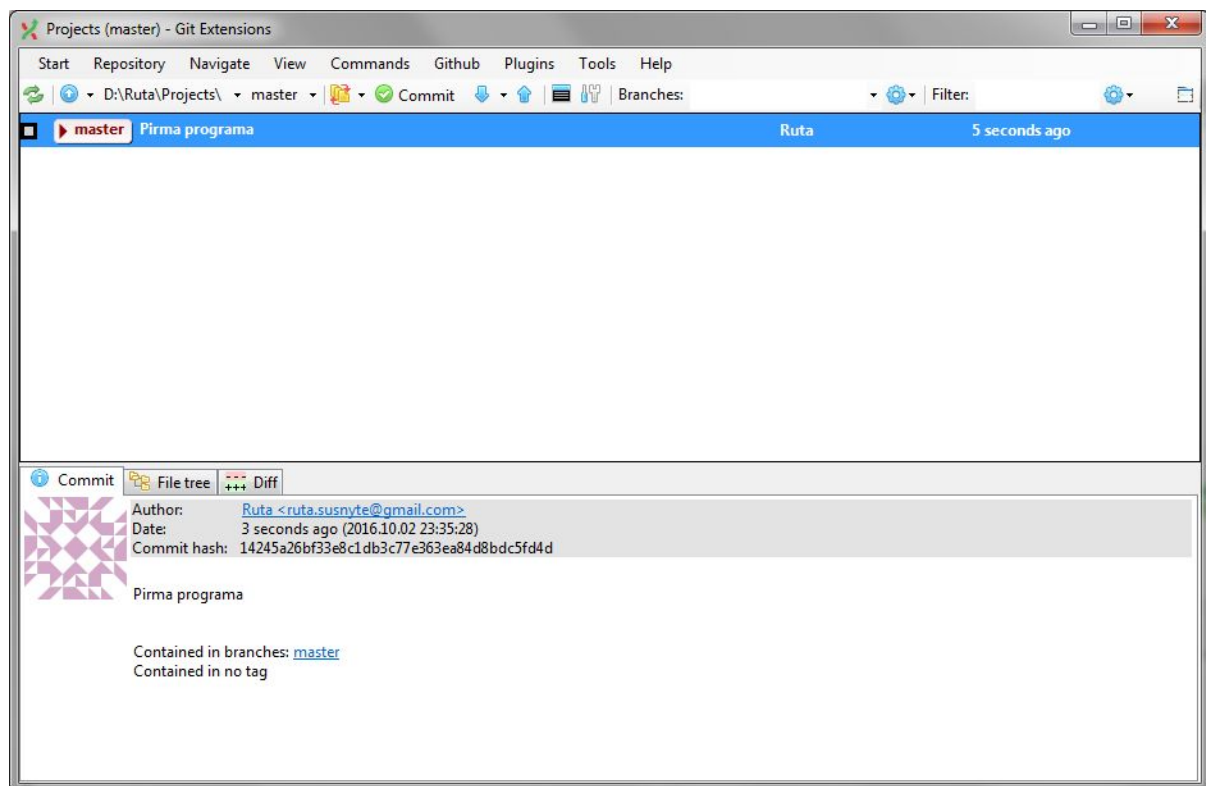 Projects (master) - Git Extensions
Start Repository Navigate View Commands Github Plugins Tools Help
D:\Ruta\Projects\ master Commit Branches: Filter:
master Pirma programa Ruta 5 seconds ago
Commit File tree Diff
Author: Ruta <ruta.susnyte@gmail.com>
Date: 3 seconds ago (2016.10.02 23:35:28)
Commit hash: 14245a26bf33e8c1db3c77e363ea84d8bdc5fd4d
Pirma programa
Contained in branches: master
Contained in no tag